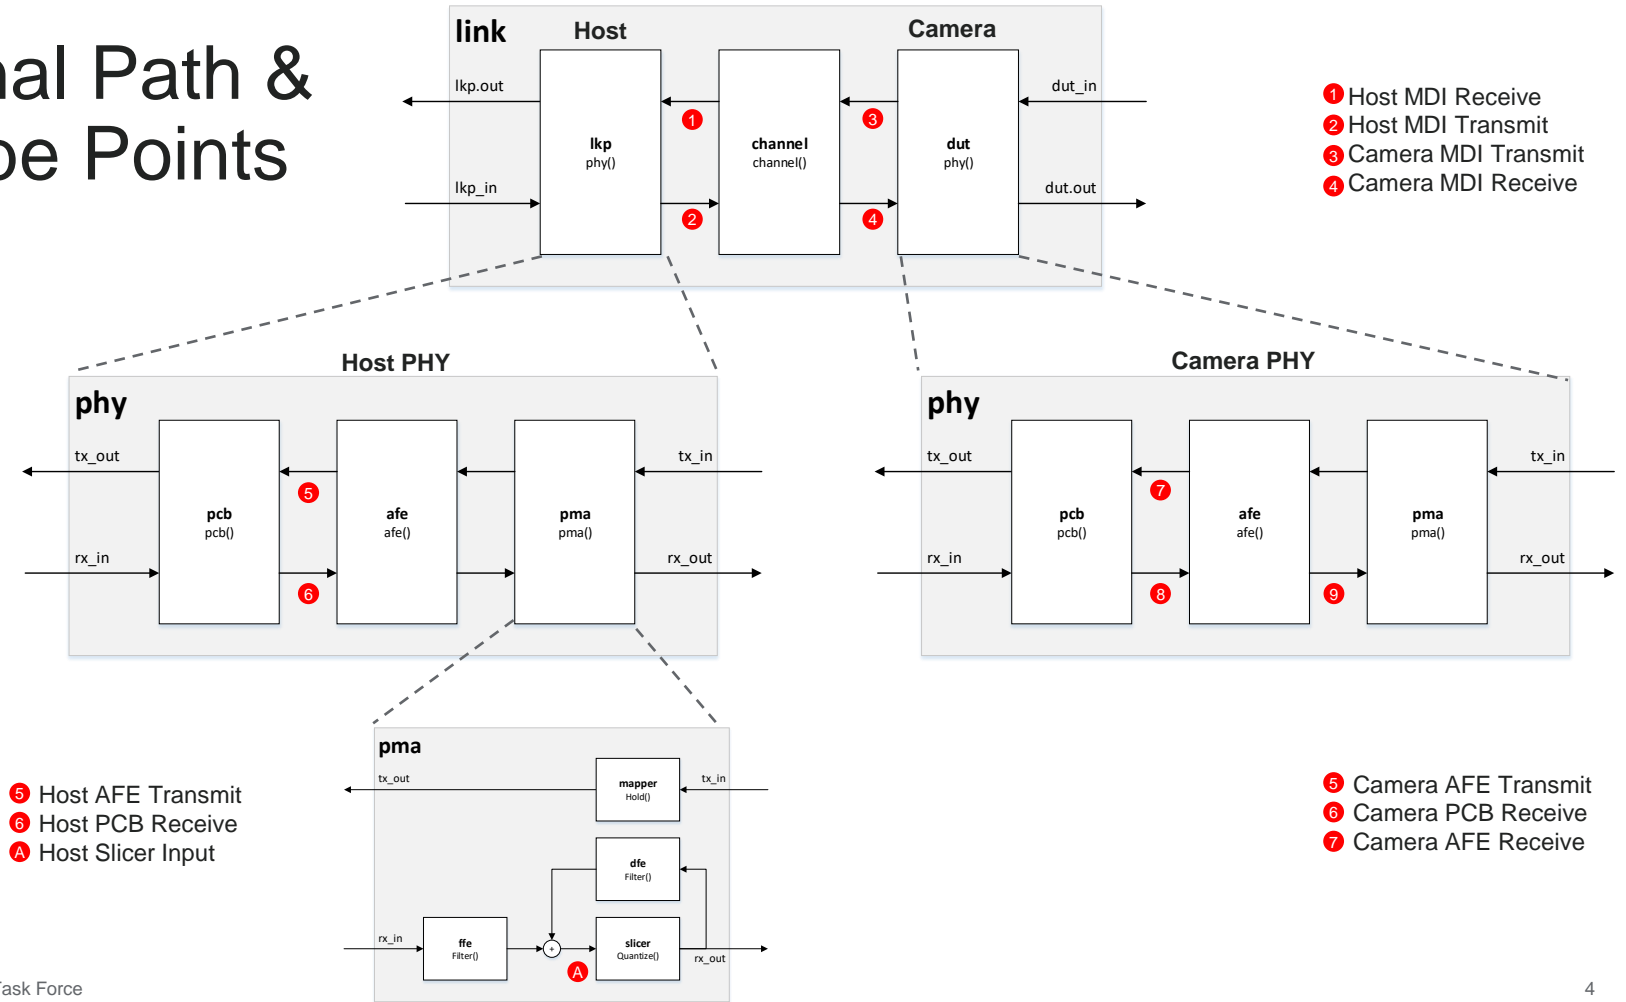 nal Path &
be Points
link
Host
Camera
lkp.out
dut_in
lkp
phy()
channel
channel()
dut
phy()
lkp_in
dut.out
1
3
2
4
1 Host MDI Receive
2 Host MDI Transmit
3 Camera MDI Transmit
4 Camera MDI Receive
Host PHY
phy
tx_out
tx_in
5
pcb
pcb()
afe
afe()
pma
pma()
rx_in
rx_out
6
Camera PHY
phy
tx_out
tx_in
7
pcb
pcb()
afe
afe()
pma
pma()
rx_in
rx_out
8
9
pma
tx_out
tx_in
mapper
Hold()
dfe
Filter()
rx_in
ffe
Filter()
+
A
slicer
Quantize()
rx_out
5 Host AFE Transmit
6 Host PCB Receive
A Host Slicer Input
5 Camera AFE Transmit
6 Camera PCB Receive
7 Camera AFE Receive
Task Force
4